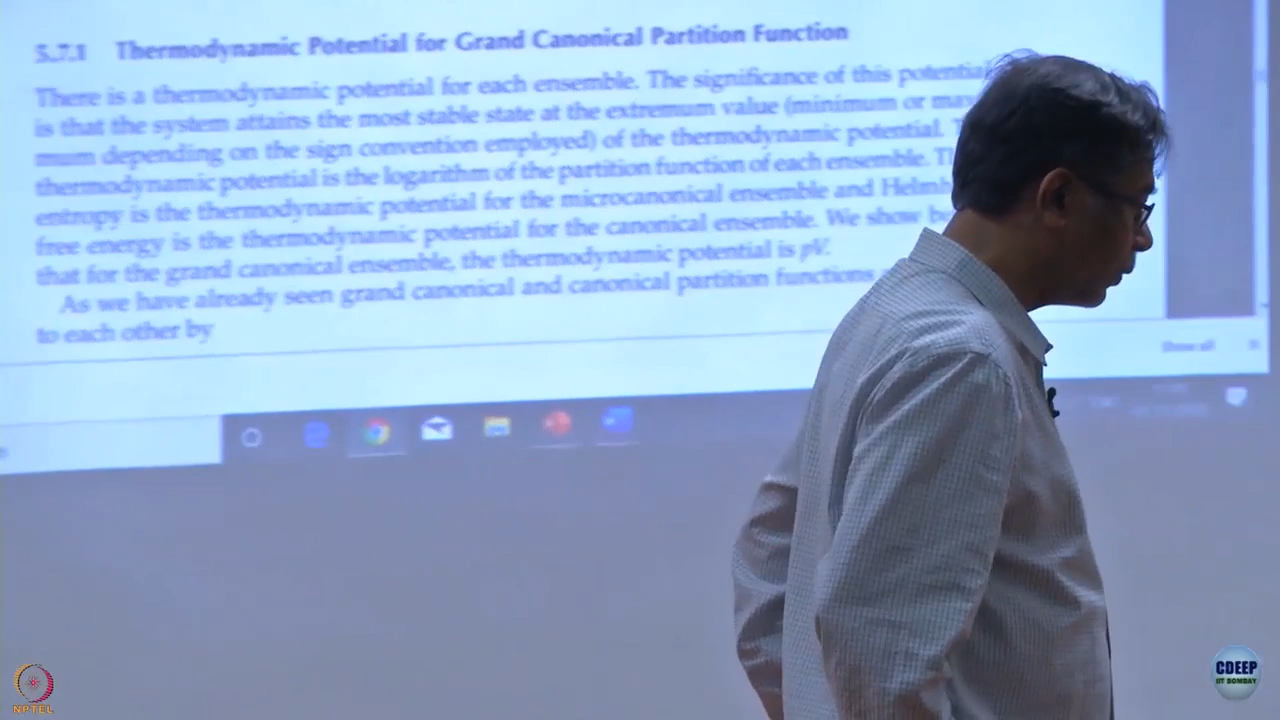 5.7.1 Thermodynamic Potential for Grand Canonical Partition Function
There is a thermodynamic potential for each ensemble. The significance of this potential
is that the system attains the most stable state at the extremum value (minimum or
mum depending on the sign convention employed) of the thermodynamic potential.
thermodynamic potential is the logarithm of the partition function of each ensemble.
entropy is the thermodynamic potential for the microcanonical ensemble and
free energy is the thermodynamic potential for the canonical ensemble. We show
that for the grand canonical ensemble, the thermodynamic potential is pV.
As we have already seen grand canonical and canonical partition functions
to each other by
Show all
NPTEL
CDEEP
IIT BOMBAY